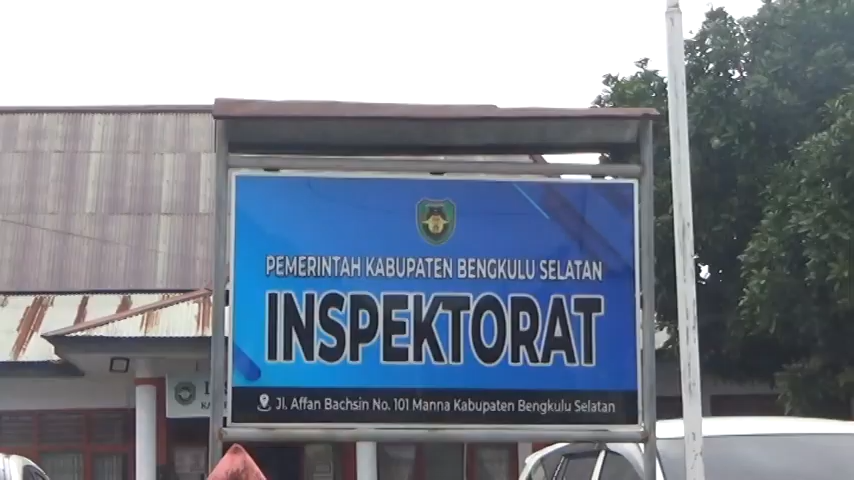 PEMERINTAH KABUPATEN BENGKULU SELATAN
INSPEKTORAT
Jl. Affan Bachsin No. 101 Manna Kabupaten Bengkulu Selatan